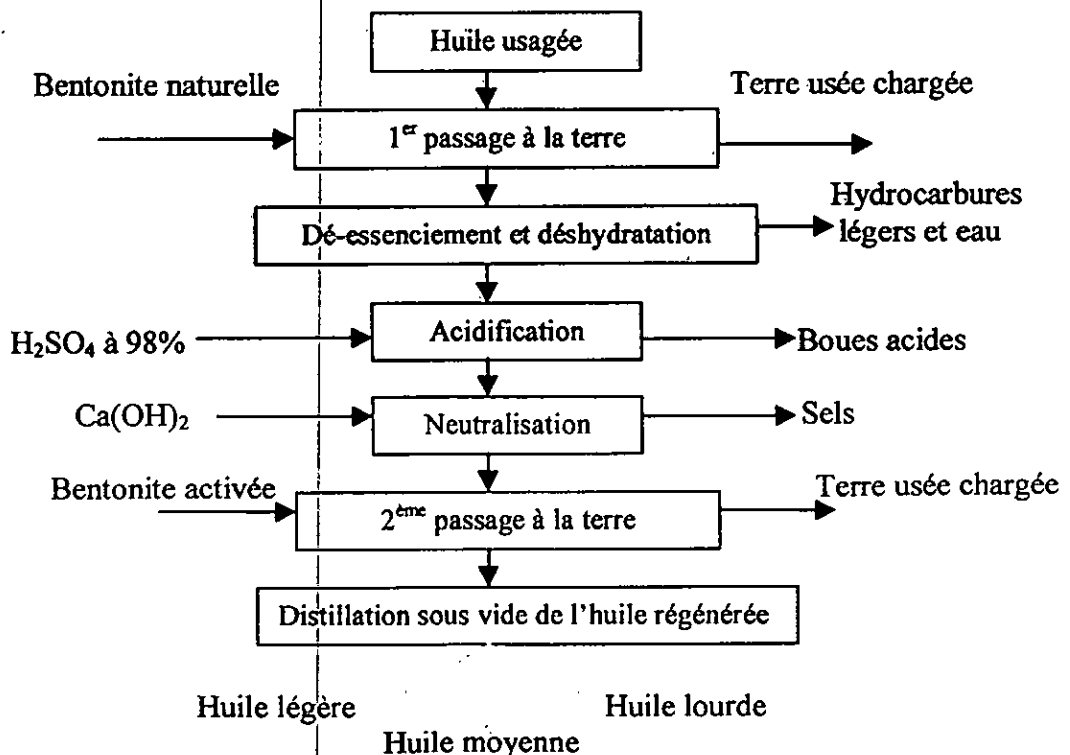 Huile usagée
Bentonite naturelle
Terre usée chargée
1er passage à la terre
Hydrocarbures
légers et eau
Dé-essenciement et déshydratation
H₂SO₄ à 98%
Acidification
Boues acides
Ca(OH)₂
Neutralisation
Sels
Bentonite activée
Terre usée chargée
2ème passage à la terre
Distillation sous vide de l'huile régénérée
Huile légère
Huile lourde
Huile moyenne